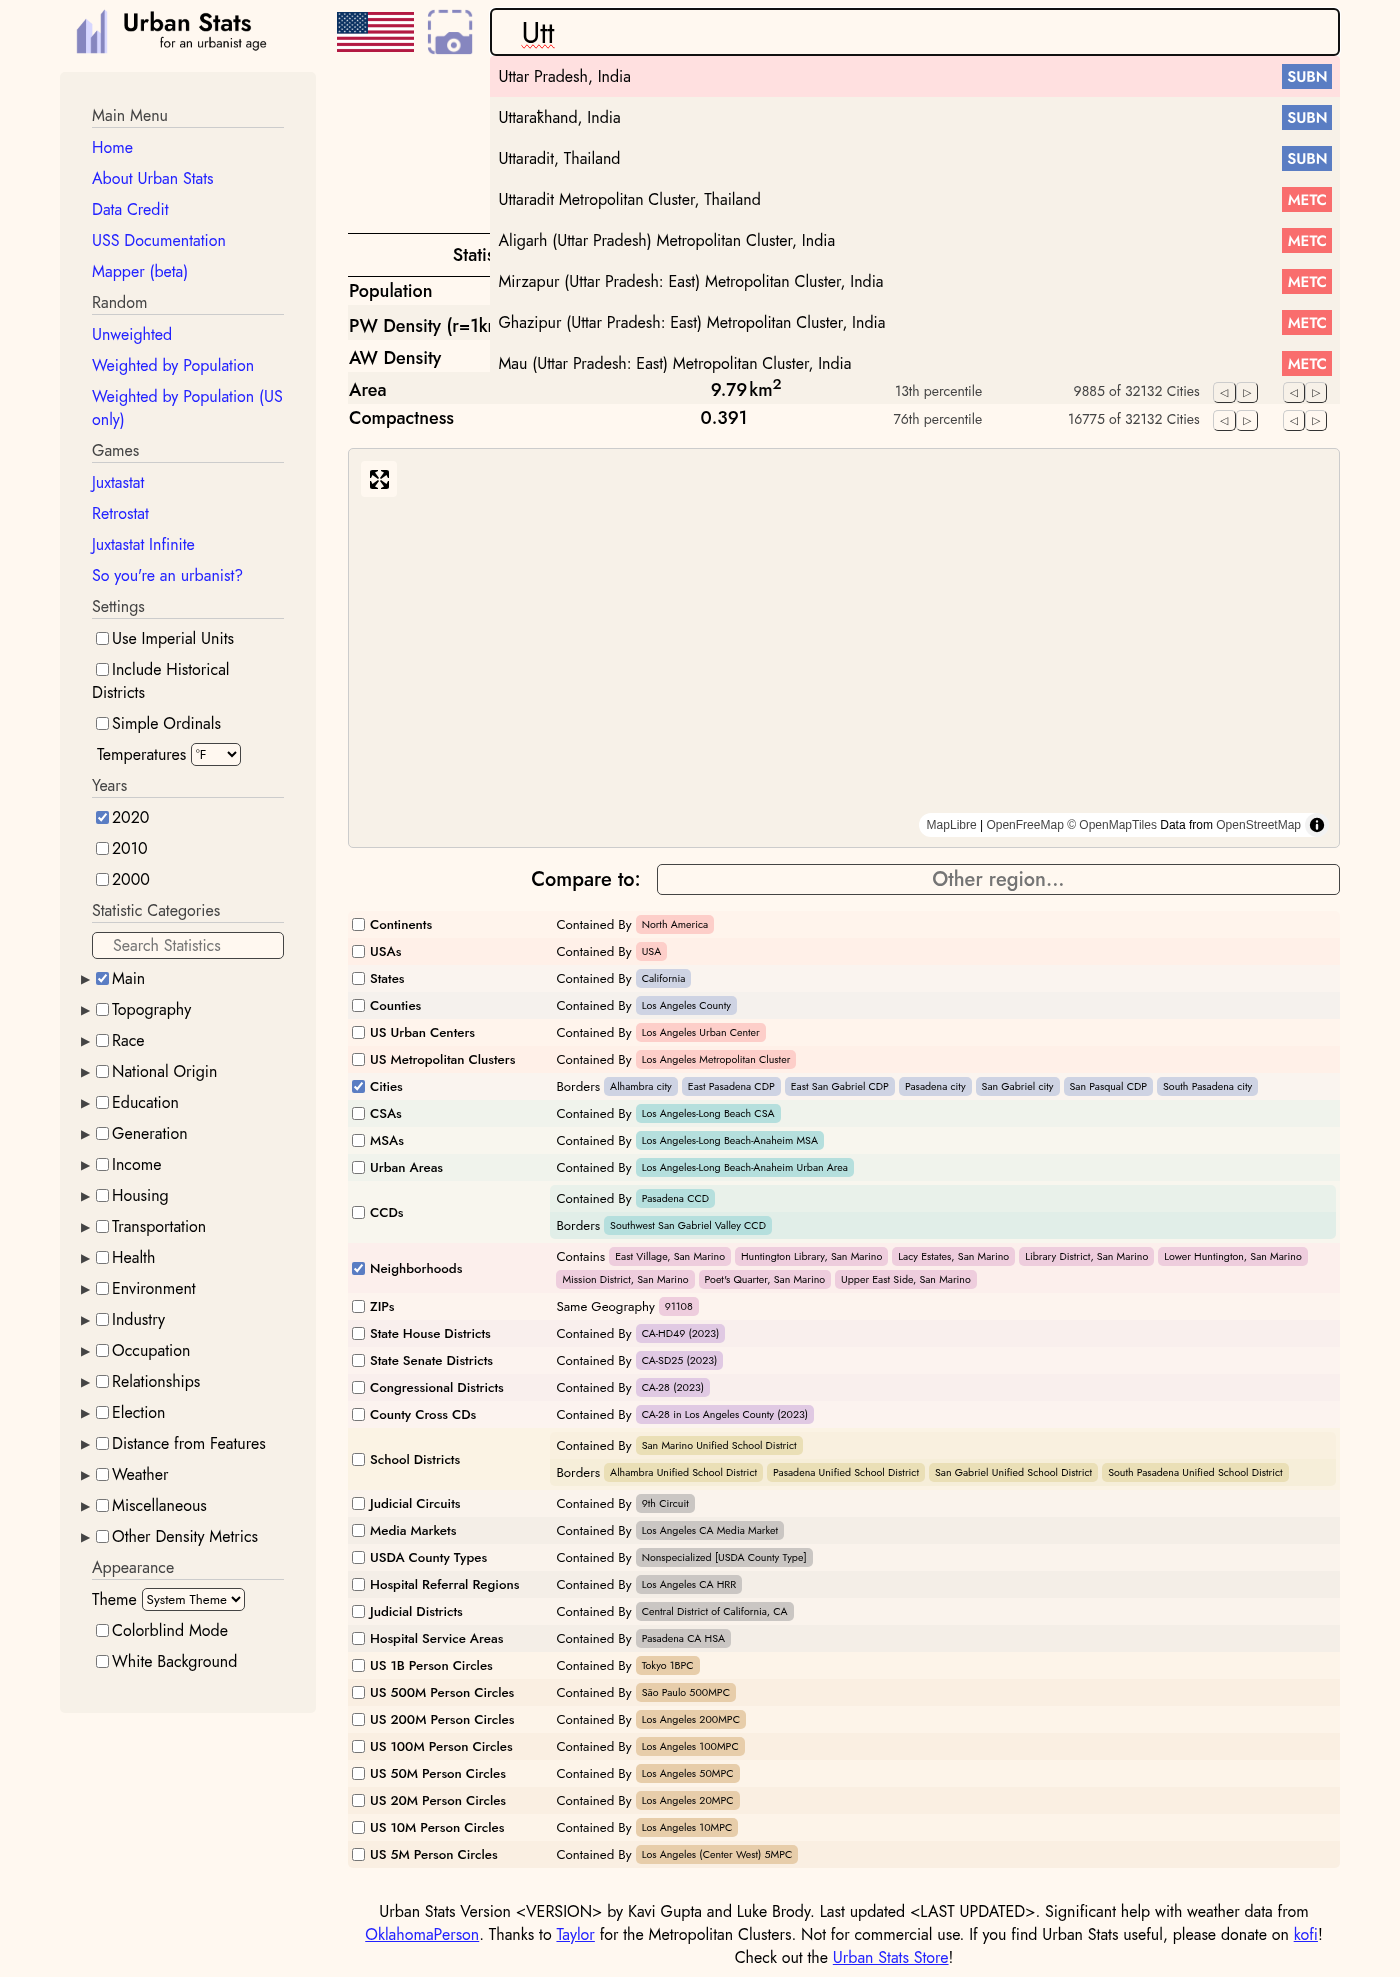 Urban Stats
for an urbanist age
Utt
Uttar Pradesh, India SUBN
Uttarākhand, India SUBN
Uttaradit, Thailand SUBN
Uttaradit Metropolitan Cluster, Thailand METC
Aligarh (Uttar Pradesh) Metropolitan Cluster, India METC
Mirzapur (Uttar Pradesh: East) Metropolitan Cluster, India METC
Ghazipur (Uttar Pradesh: East) Metropolitan Cluster, India METC
Mau (Uttar Pradesh: East) Metropolitan Cluster, India METC
Main Menu
Home
About Urban Stats
Data Credit
USS Documentation
Mapper (beta)
Random
Unweighted
Weighted by Population
Weighted by Population (US
only)
Games
Juxtastat
Retrostat
Juxtastat Infinite
So you're an urbanist?
Settings
Use Imperial Units
Include Historical
Districts
Simple Ordinals
Temperatures °F
Years
2020
2010
2000
Statistic Categories
Search Statistics
Main
Topography
Race
National Origin
Education
Generation
Income
Housing
Transportation
Health
Environment
Industry
Occupation
Relationships
Election
Distance from Features
Weather
Miscellaneous
Other Density Metrics
Appearance
Theme System Theme
Colorblind Mode
White Background
Statis
Population
PW Density (r=1k
AW Density
Area 9.79 km² 13th percentile 9885 of 32132 Cities
Compactness 0.391 76th percentile 16775 of 32132 Cities
MapLibre | OpenFreeMap © OpenMapTiles Data from OpenStreetMap
Compare to: Other region...
Continents Contained By North America
USAs Contained By USA
States Contained By California
Counties Contained By Los Angeles County
US Urban Centers Contained By Los Angeles Urban Center
US Metropolitan Clusters Contained By Los Angeles Metropolitan Cluster
Cities Borders Alhambra city East Pasadena CDP East San Gabriel CDP Pasadena city San Gabriel city San Pasqual CDP South Pasadena city
CSAs Contained By Los Angeles-Long Beach CSA
MSAs Contained By Los Angeles-Long Beach-Anaheim MSA
Urban Areas Contained By Los Angeles-Long Beach-Anaheim Urban Area
CCDs Contained By Pasadena CCD
Borders Southwest San Gabriel Valley CCD
Neighborhoods Contains East Village, San Marino Huntington Library, San Marino Lacy Estates, San Marino Library District, San Marino Lower Huntington, San Marino
Mission District, San Marino Poet's Quarter, San Marino Upper East Side, San Marino
ZIPs Same Geography 91108
State House Districts Contained By CA-HD49 (2023)
State Senate Districts Contained By CA-SD25 (2023)
Congressional Districts Contained By CA-28 (2023)
County Cross CDs Contained By CA-28 in Los Angeles County (2023)
School Districts Contained By San Marino Unified School District
Borders Alhambra Unified School District Pasadena Unified School District San Gabriel Unified School District South Pasadena Unified School District
Judicial Circuits Contained By 9th Circuit
Media Markets Contained By Los Angeles CA Media Market
USDA County Types Contained By Nonspecialized [USDA County Type]
Hospital Referral Regions Contained By Los Angeles CA HRR
Judicial Districts Contained By Central District of California, CA
Hospital Service Areas Contained By Pasadena CA HSA
US 1B Person Circles Contained By Tokyo 1BPC
US 500M Person Circles Contained By São Paulo 500MPC
US 200M Person Circles Contained By Los Angeles 200MPC
US 100M Person Circles Contained By Los Angeles 100MPC
US 50M Person Circles Contained By Los Angeles 50MPC
US 20M Person Circles Contained By Los Angeles 20MPC
US 10M Person Circles Contained By Los Angeles 10MPC
US 5M Person Circles Contained By Los Angeles (Center West) 5MPC
Urban Stats Version <VERSION> by Kavi Gupta and Luke Brody. Last updated <LAST UPDATED>. Significant help with weather data from
OklahomaPerson. Thanks to Taylor for the Metropolitan Clusters. Not for commercial use. If you find Urban Stats useful, please donate on kofi!
Check out the Urban Stats Store!